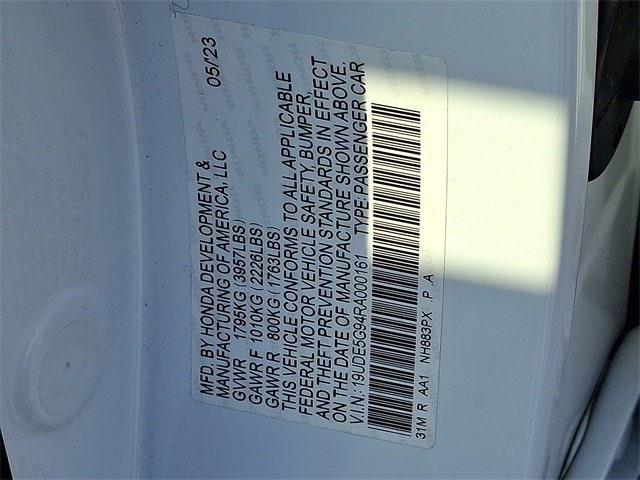 MFD. BY HONDA DEVELOPMENT &
MANUFACTURING OF AMERICA, LLC 05/'23
GVWR 1795KG (3957LBS)
GAWR F 1010KG (2226LBS)
GAWR R 800KG (1763LBS)
THIS VEHICLE CONFORMS TO ALL APPLICABLE
FEDERAL MOTOR VEHICLE SAFETY, BUMPER,
AND THEFT PREVENTION STANDARDS IN EFFECT
ON THE DATE OF MANUFACTURE SHOWN ABOVE.
V.I.N.: 19UDE5G94RA000161 TYPE:PASSENGER CAR
31M R AA1 NH883PX P .A